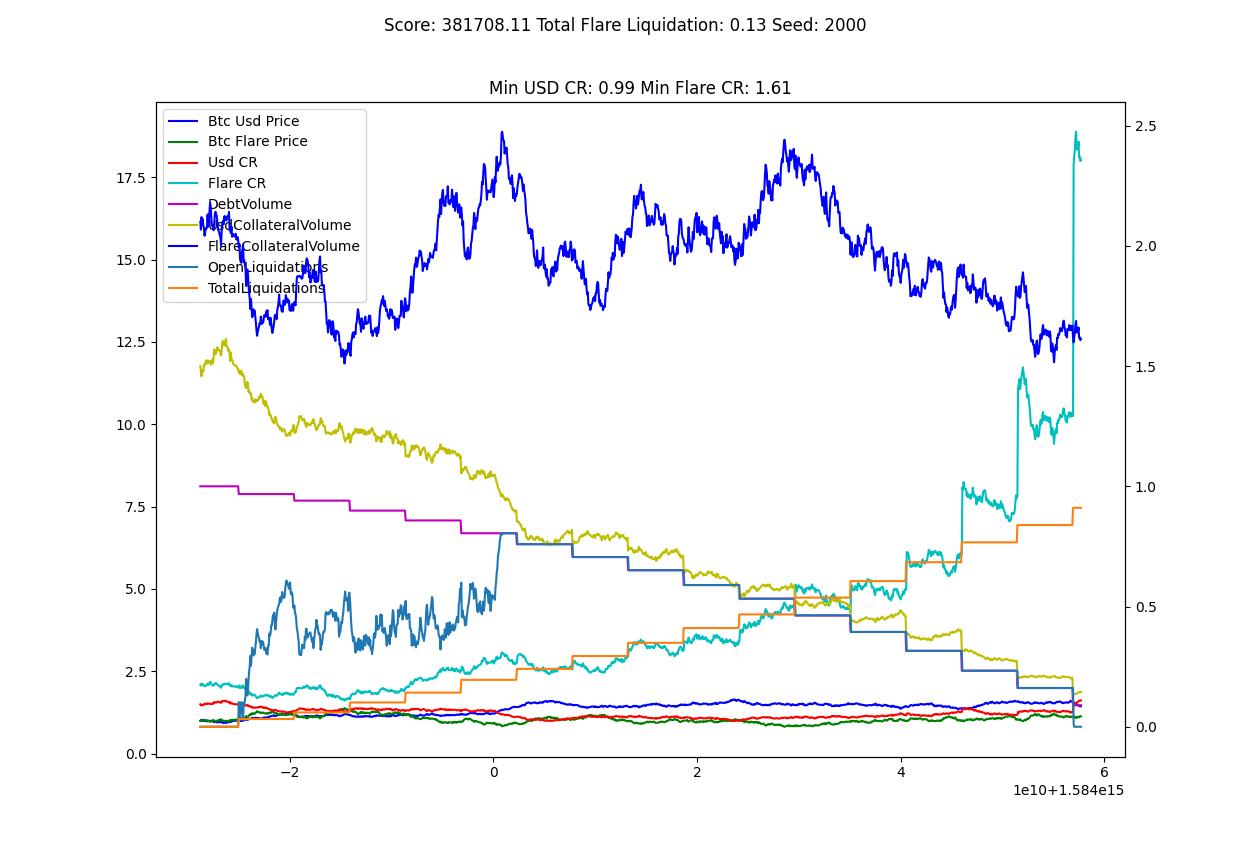 Score: 381708.11 Total Flare Liquidation: 0.13 Seed: 2000
Min USD CR: 0.99 Min Flare CR: 1.61
Btc Usd Price
Btc Flare Price
Usd CR
Flare CR
DebtVolume
UsdCollateralVolume
FlareCollateralVolume
OpenLiquidations
TotalLiquidations
17.5
15.0
12.5
10.0
7.5
5.0
2.5
0.0
2.5
2.0
1.5
1.0
0.5
0.0
−2
0
2
4
6
1e10+1.584e15